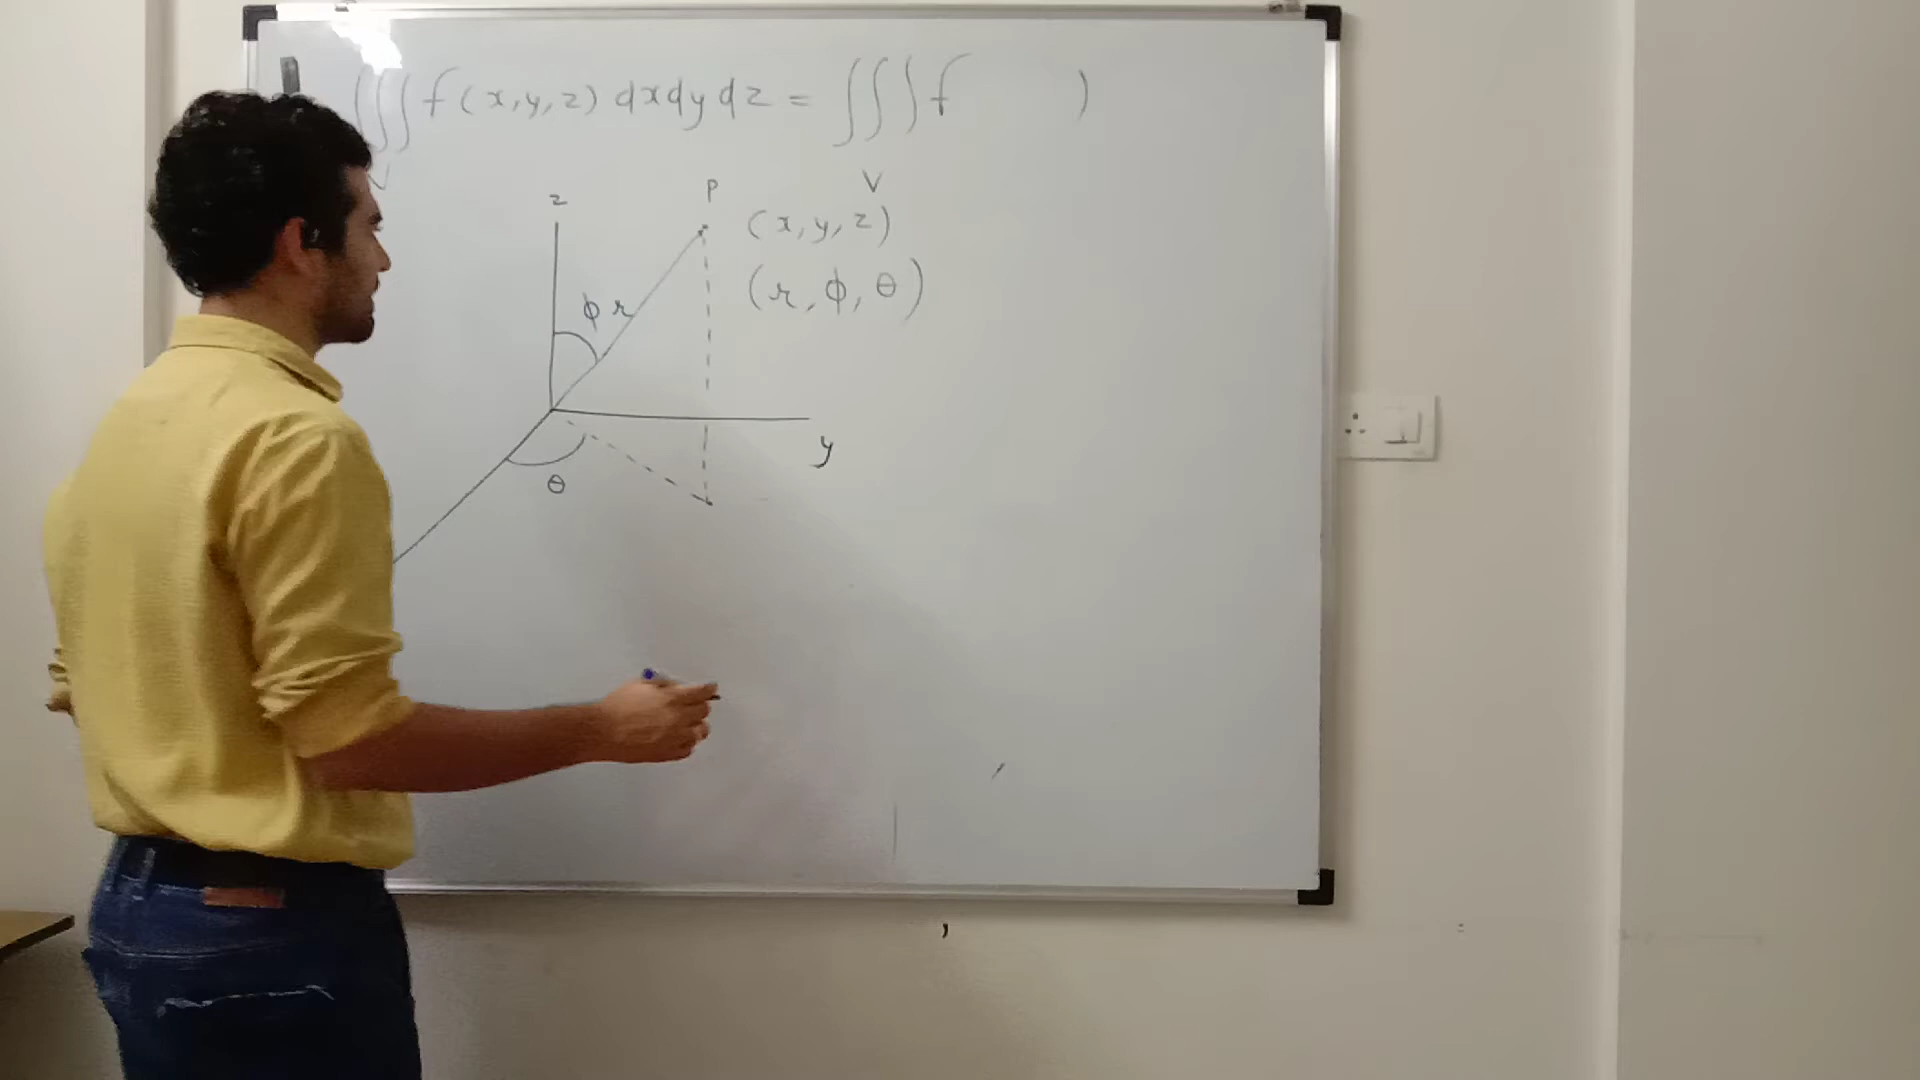 ∭ f(x,y,z) dxdydz = ∭ f )
V
V
z
P
(x,y,z)
(r,ϕ,θ)
ϕ r
y
θ